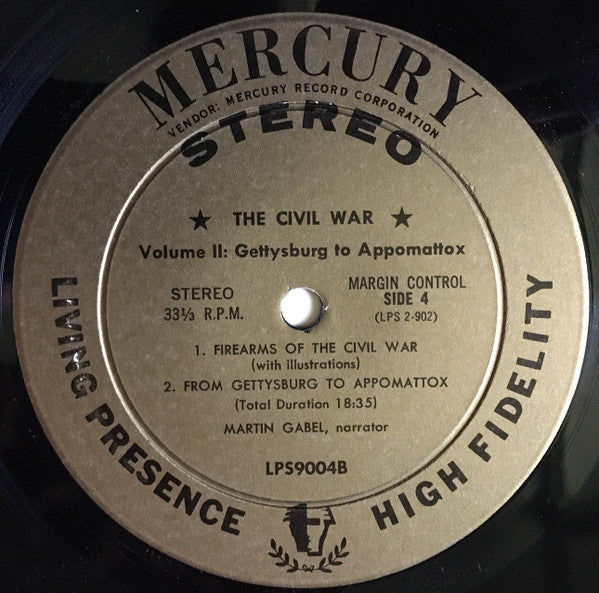 MERCURY
VENDOR: MERCURY RECORD CORPORATION
STEREO
★ THE CIVIL WAR ★
Volume II: Gettysburg to Appomattox
STEREO
33⅓ R.P.M.
MARGIN CONTROL
SIDE 4
(LPS 2-902)
1. FIREARMS OF THE CIVIL WAR
(with illustrations)
2. FROM GETTYSBURG TO APPOMATTOX
(Total Duration 18:35)
MARTIN GABEL, narrator
LPS9004B
LIVING PRESENCE
HIGH FIDELITY